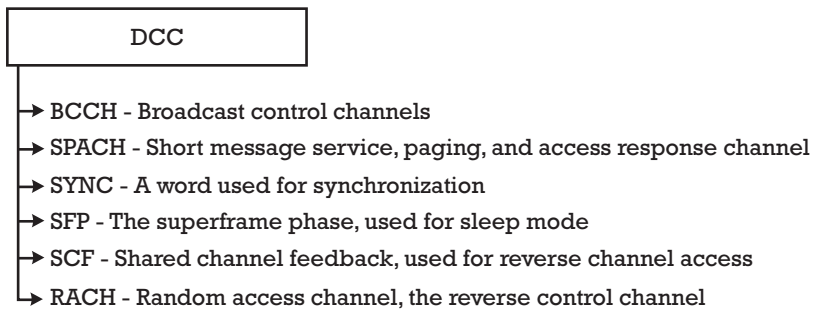 DCC
BCCH - Broadcast control channels
SPACH - Short message service, paging, and access response channel
SYNC - A word used for synchronization
SFP - The superframe phase, used for sleep mode
SCF - Shared channel feedback, used for reverse channel access
RACH - Random access channel, the reverse control channel